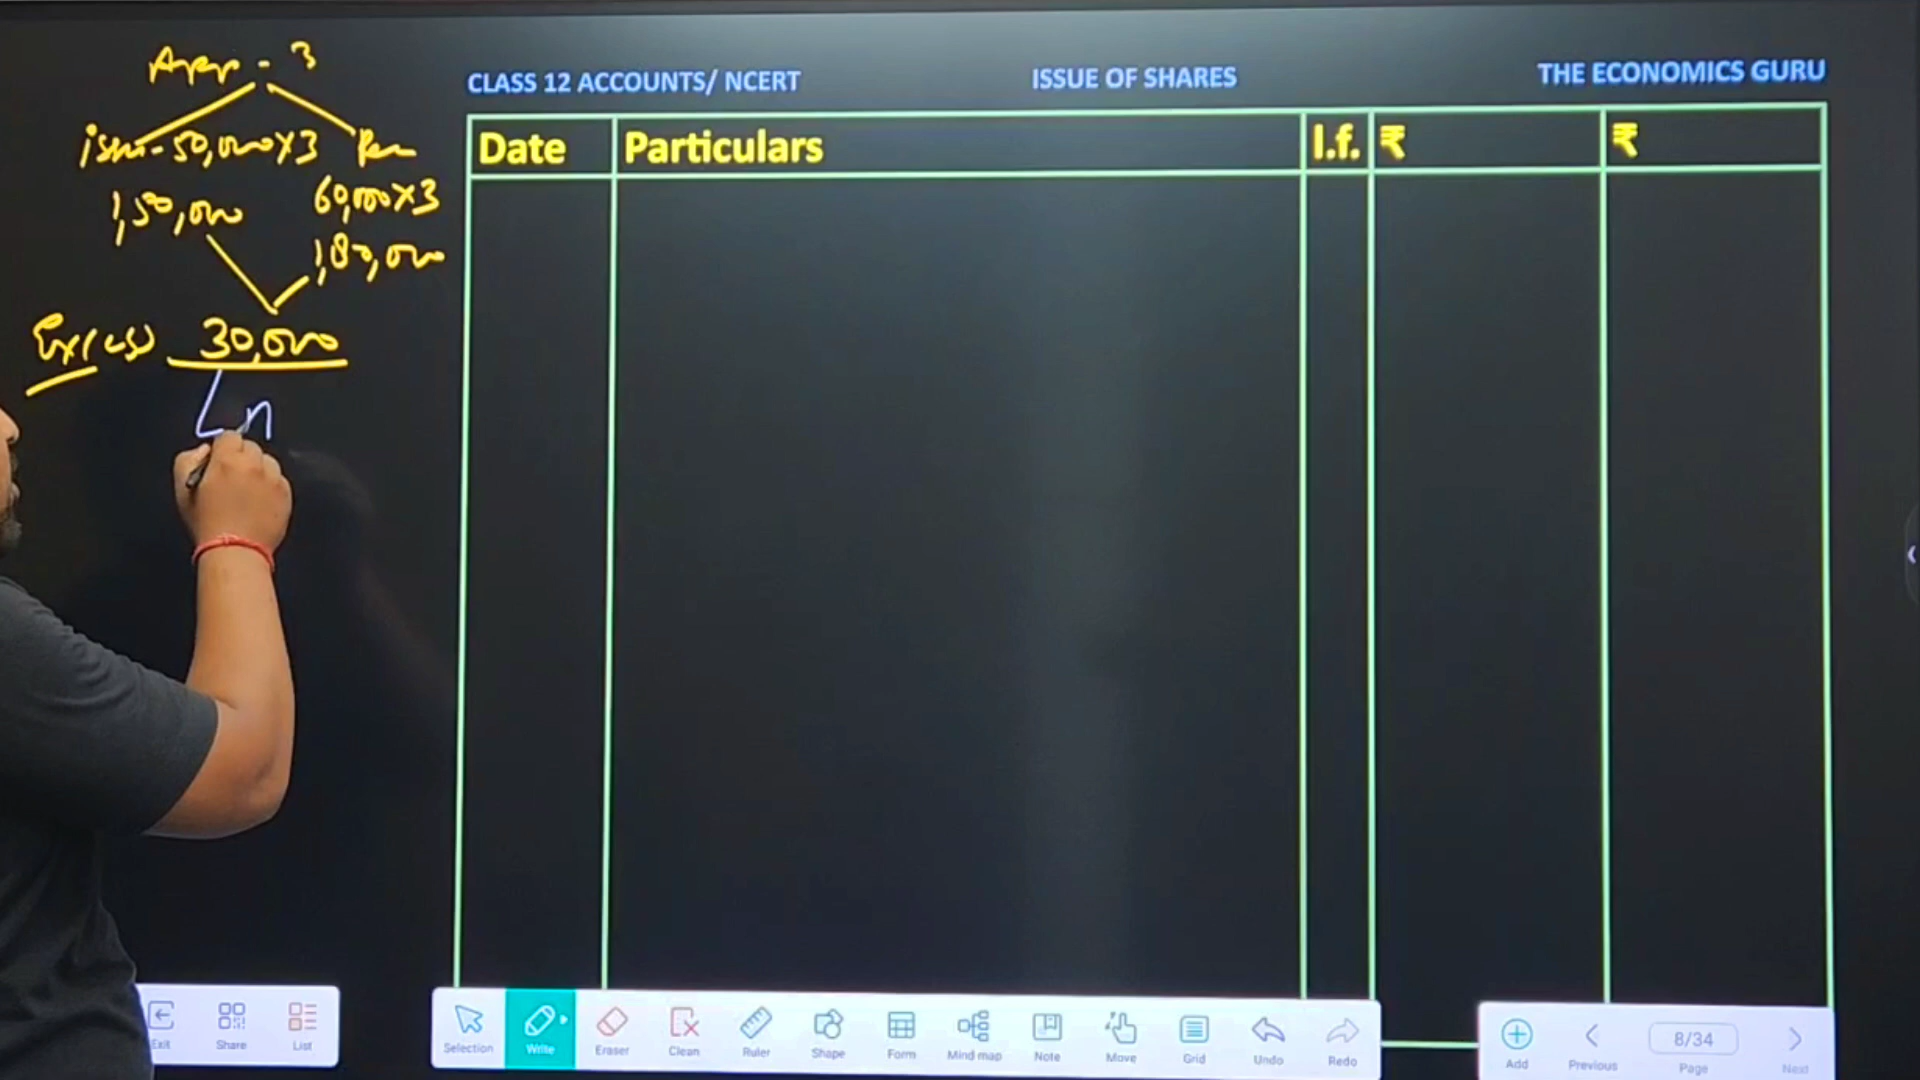 App - 3
issu - 50,000×3 Rec
1,50,000 60,000×3
1,80,000
Excess 30,000
CLASS 12 ACCOUNTS/ NCERT ISSUE OF SHARES THE ECONOMICS GURU
Date Particulars l.f. ₹ ₹
Exit Share List
Selection Write Eraser Clean Ruler Shape Form Mind map Note Move Grid Undo Redo
Add Previous 8/34 Page Next